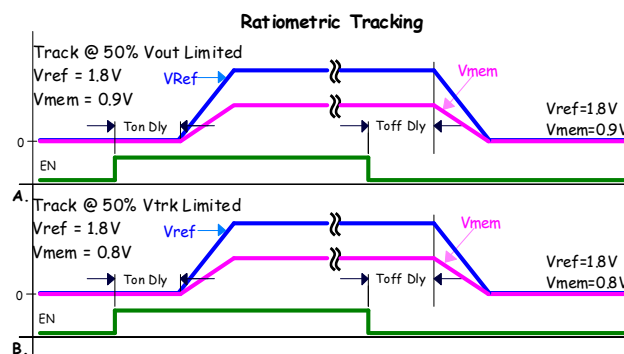 Ratiometric Tracking
Track @ 50% Vout Limited
Vref = 1.8V
Vmem = 0.9V
VRef
Vmem
Ton Dly
Toff Dly
Vref=1.8V
Vmem=0.9V
0
EN
A.
Track @ 50% Vtrk Limited
Vref = 1.8V
Vmem = 0.8V
Vref
Vmem
Ton Dly
Toff Dly
Vref=1.8V
Vmem=0.8V
0
EN
B.